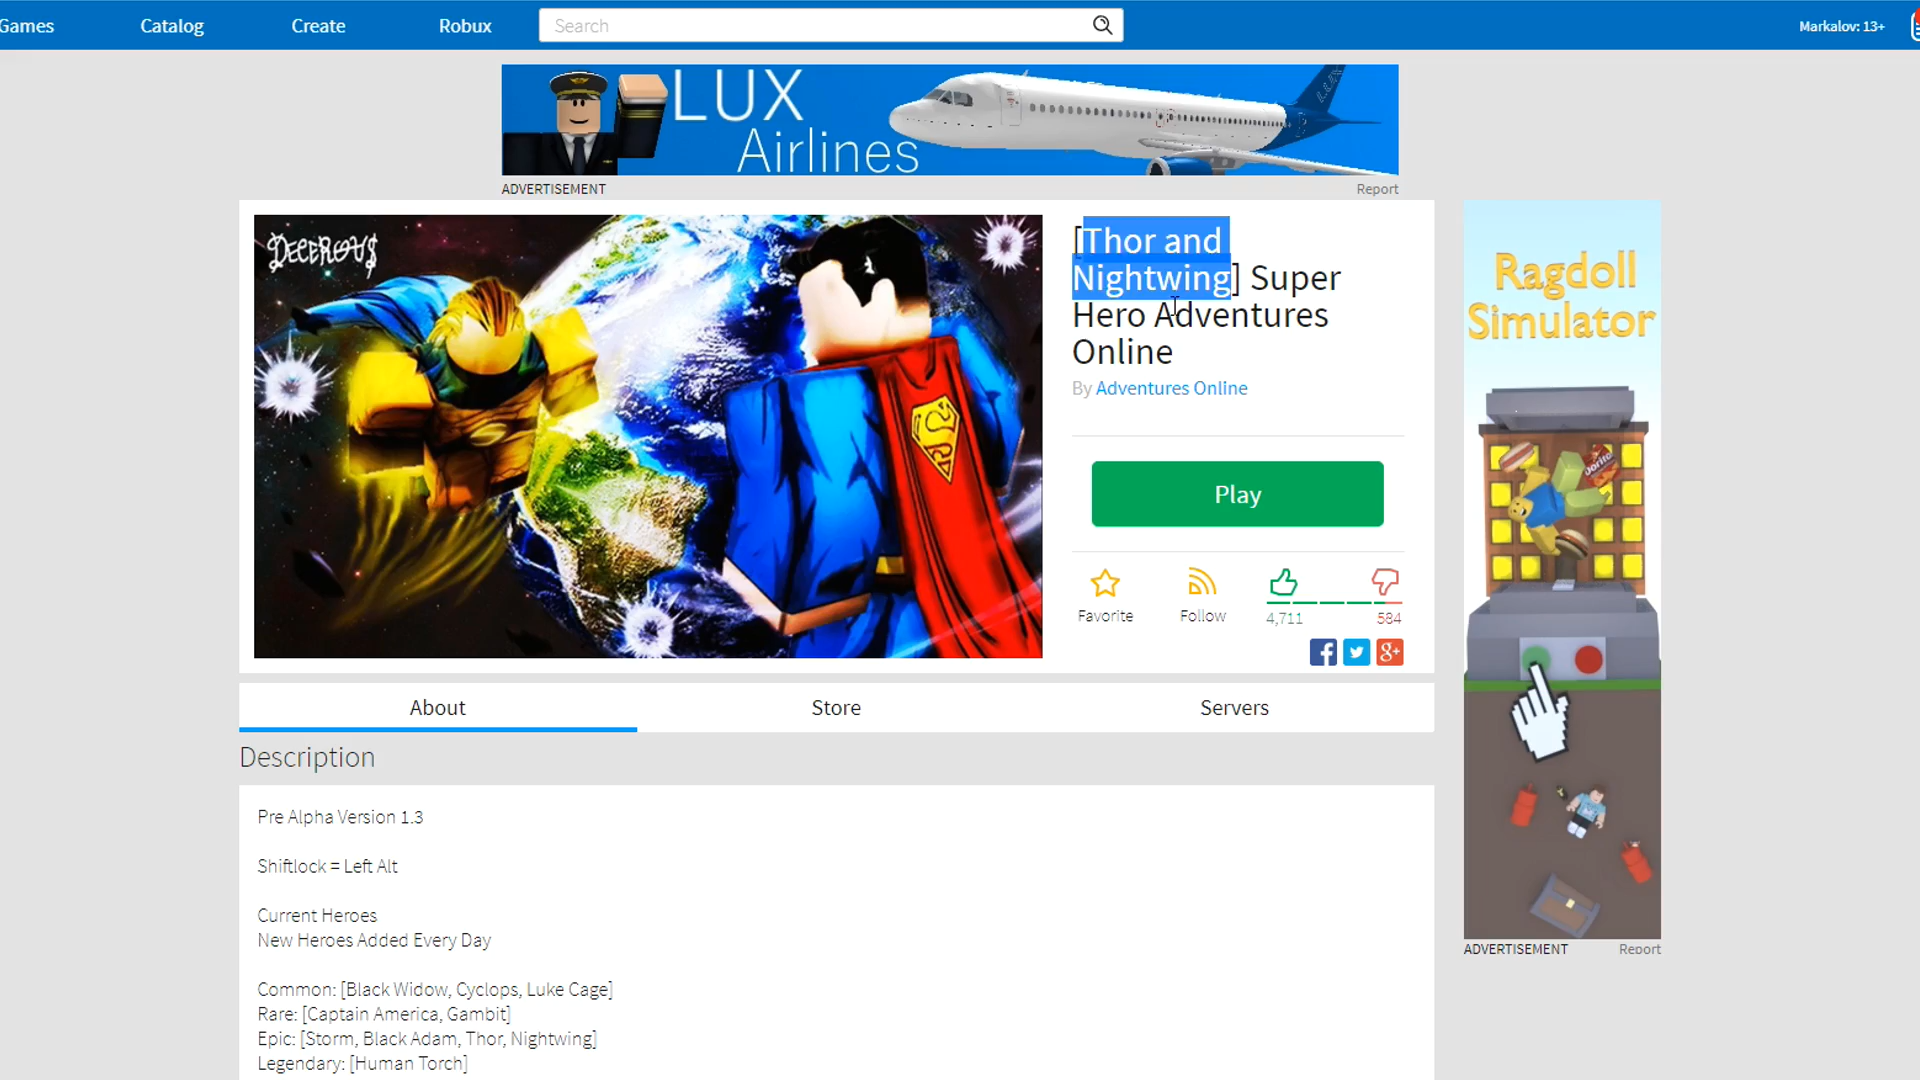 Games
Catalog
Create
Robux
Search
Markalov: 13+
LUX
Airlines
ADVERTISEMENT
Report
DECEROUS
[Thor and
Nightwing] Super
Hero Adventures
Online
By Adventures Online
Play
Favorite
Follow
4,711
584
f
g+
Ragdoll
Simulator
Doritos
ADVERTISEMENT
Report
About
Store
Servers
Description
Pre Alpha Version 1.3
Shiftlock = Left Alt
Current Heroes
New Heroes Added Every Day
Common: [Black Widow, Cyclops, Luke Cage]
Rare: [Captain America, Gambit]
Epic: [Storm, Black Adam, Thor, Nightwing]
Legendary: [Human Torch]